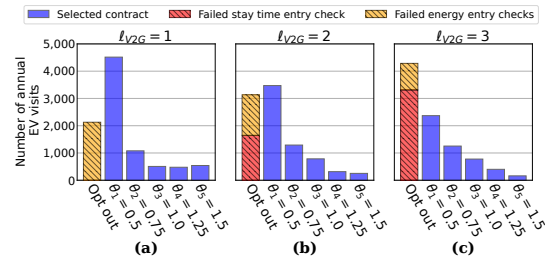 Selected contract Failed stay time entry check Failed energy entry checks
ℓV2G = 1 ℓV2G = 2 ℓV2G = 3
Number of annual
EV visits
5,000
4,000
3,000
2,000
1,000
0
Opt out θ1 = 0.5 θ2 = 0.75 θ3 = 1.0 θ4 = 1.25 θ5 = 1.5
Opt out θ1 = 0.5 θ2 = 0.75 θ3 = 1.0 θ4 = 1.25 θ5 = 1.5
Opt out θ1 = 0.5 θ2 = 0.75 θ3 = 1.0 θ4 = 1.25 θ5 = 1.5
(a) (b) (c)